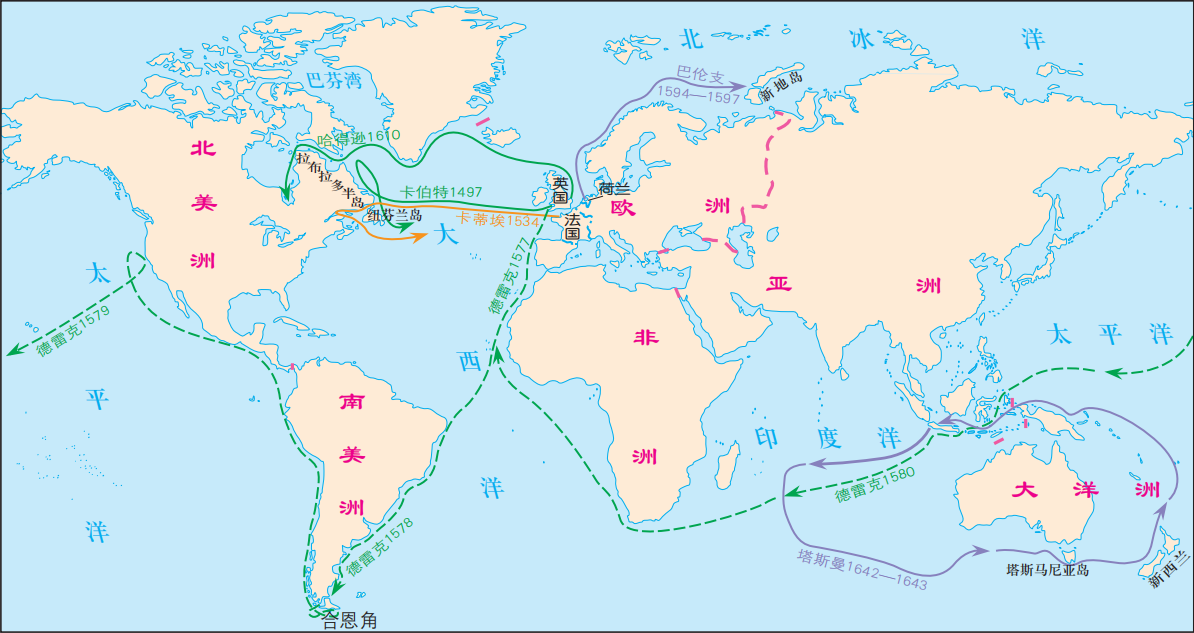 北 冰 洋
巴伦支
1594—1597
新地岛
巴芬湾
哈得逊1610
北美洲
拉布拉多半岛
英国
荷兰
卡伯特1497
欧 洲
纽芬兰岛
卡蒂埃1534
法国
大西洋
德雷克1577
太平洋
亚 洲
德雷克1579
非洲
太平洋
南美洲
印度洋
德雷克1580
大洋洲
德雷克1578
塔斯曼1642—1643
塔斯马尼亚岛
新西兰
合恩角